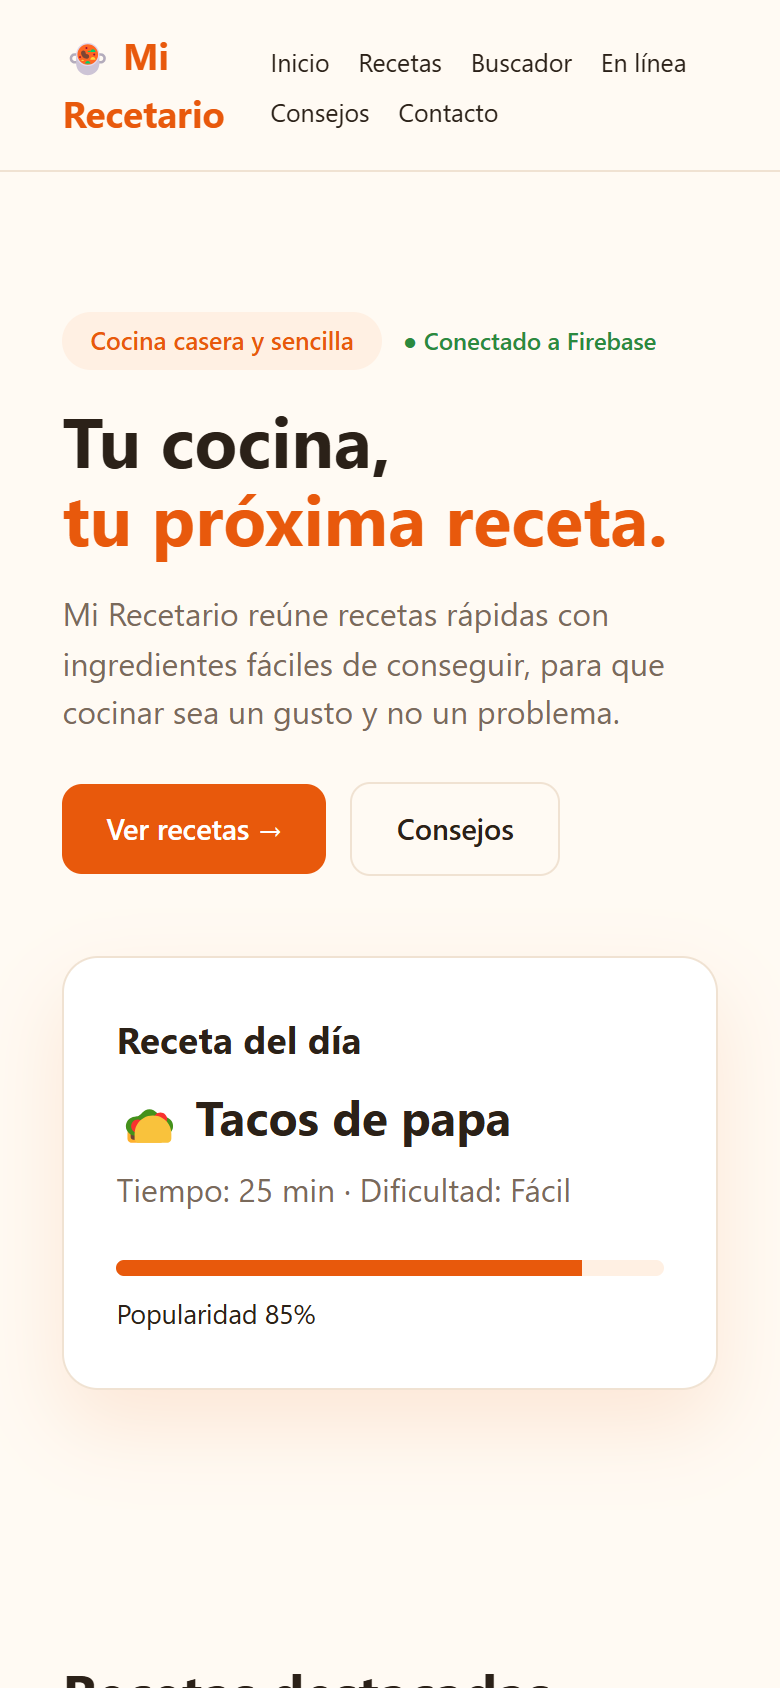 Mi
Recetario
Inicio Recetas Buscador En línea
Consejos Contacto
Cocina casera y sencilla
● Conectado a Firebase
Tu cocina,
tu próxima receta.
Mi Recetario reúne recetas rápidas con
ingredientes fáciles de conseguir, para que
cocinar sea un gusto y no un problema.
Ver recetas →
Consejos
Receta del día
Tacos de papa
Tiempo: 25 min · Dificultad: Fácil
Popularidad 85%
Recetas destacadas